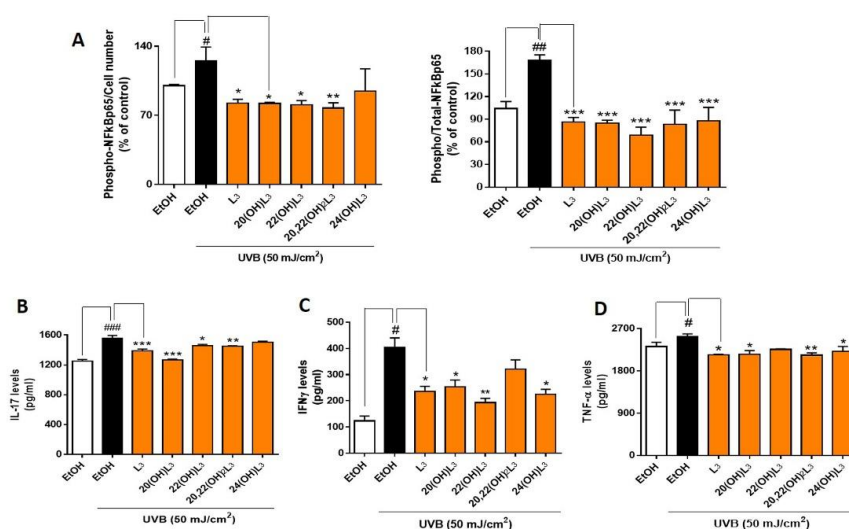 A
Phospho-NFkBp65/Cell number
(% of control)
140
70
0
#
*
*
*
**
EtOH
EtOH
L3
20(OH)L3
22(OH)L3
20,22(OH)2L3
24(OH)L3
UVB (50 mJ/cm²)
Phospho/Total-NFkBp65
(% of control)
180
150
120
90
60
30
0
##
***
***
***
***
***
EtOH
EtOH
L3
20(OH)L3
22(OH)L3
20,22(OH)2L3
24(OH)L3
UVB (50 mJ/cm²)
B
IL-17 levels
(pg/ml)
1600
1200
800
400
0
###
***
***
*
**
EtOH
EtOH
L3
20(OH)L3
22(OH)L3
20,22(OH)2L3
24(OH)L3
UVB (50 mJ/cm²)
C
IFNγ levels
(pg/ml)
500
400
300
200
100
0
#
*
*
**
*
EtOH
EtOH
L3
20(OH)L3
22(OH)L3
20,22(OH)2L3
24(OH)L3
UVB (50 mJ/cm²)
D
TNF-α levels
(pg/ml)
2700
1800
900
0
#
*
*
**
*
EtOH
EtOH
L3
20(OH)L3
22(OH)L3
20,22(OH)2L3
24(OH)L3
UVB (50 mJ/cm²)